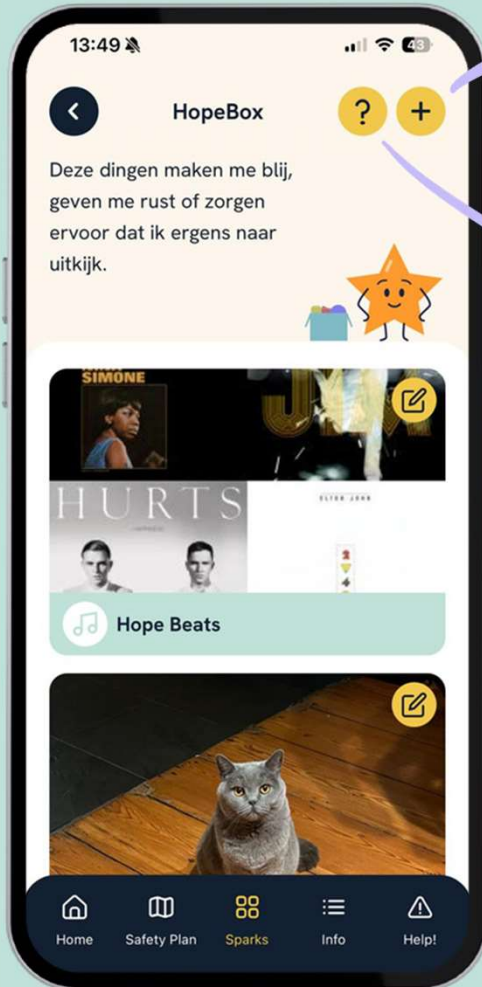 13:49
43
HopeBox
?
+
Deze dingen maken me blij,
geven me rust of zorgen
ervoor dat ik ergens naar
uitkijk.
SIMONE
HURTS
ELTON JOHN
Hope Beats
Home
Safety Plan
Sparks
Info
Help!